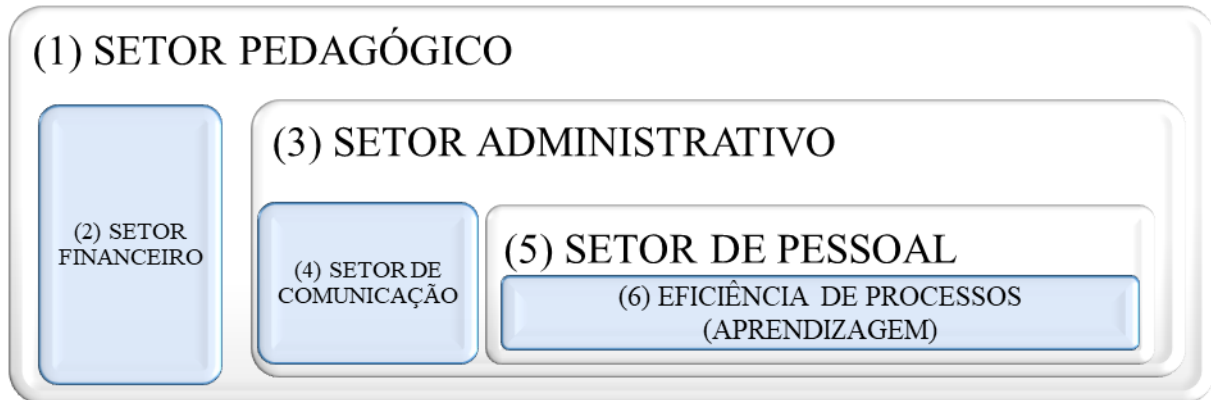 (1) SETOR PEDAGÓGICO
(2) SETOR
FINANCEIRO
(3) SETOR ADMINISTRATIVO
(4) SETOR DE
COMUNICAÇÃO
(5) SETOR DE PESSOAL
(6) EFICIÊNCIA DE PROCESSOS
(APRENDIZAGEM)